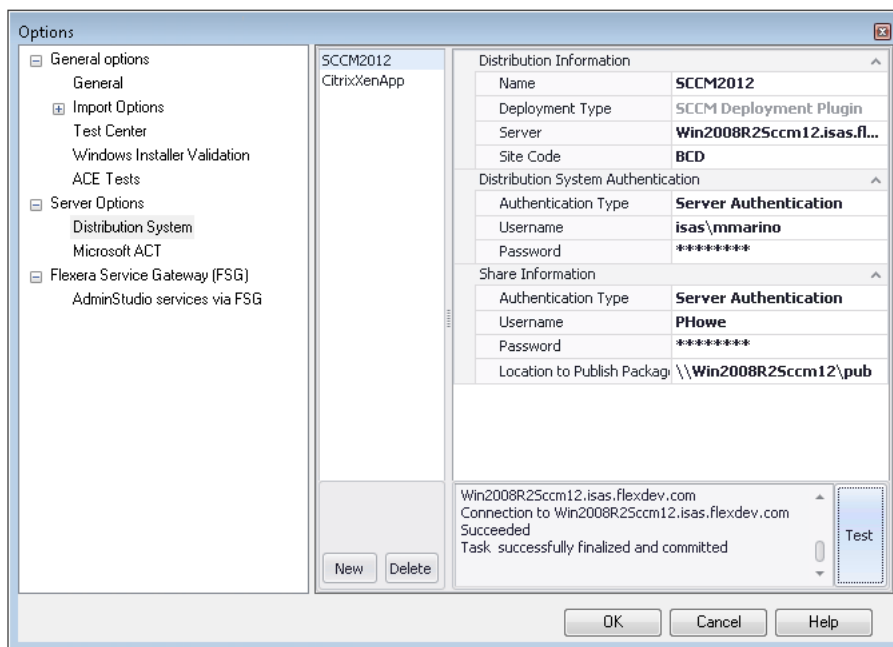 Options
General options
General
Import Options
Test Center
Windows Installer Validation
ACE Tests
Server Options
Distribution System
Microsoft ACT
Flexera Service Gateway (FSG)
AdminStudio services via FSG
SCCM2012
CitrixXenApp
New Delete
Distribution Information
Name SCCM2012
Deployment Type SCCM Deployment Plugin
Server Win2008R2Sccm12.isas.fl...
Site Code BCD
Distribution System Authentication
Authentication Type Server Authentication
Username isas\mmarino
Password ********
Share Information
Authentication Type Server Authentication
Username PHowe
Password ********
Location to Publish Packag \\Win2008R2Sccm12\pub
Win2008R2Sccm12.isas.flexdev.com
Connection to Win2008R2Sccm12.isas.flexdev.com
Succeeded
Task successfully finalized and committed
Test
OK Cancel Help